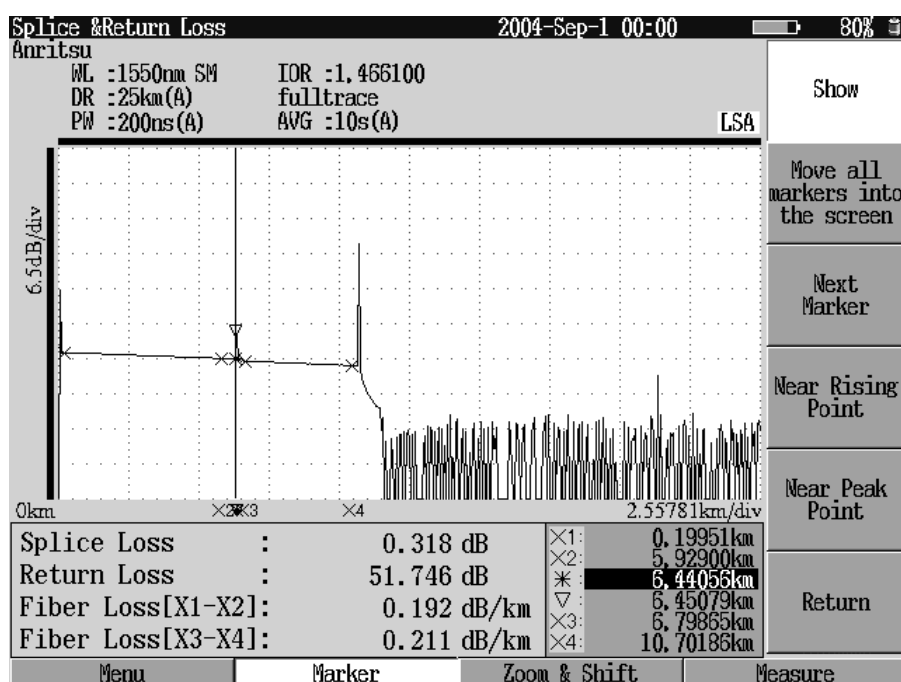 Splice &Return Loss 2004-Sep-1 00:00 80%
Anritsu
WL :1550nm SM IOR :1.466100
DR :25km(A) fulltrace
PW :200ns(A) AVG :10s(A) LSA
6.5dB/div
0km ×2 ×3 ×4 2.55781km/div
Splice Loss : 0.318 dB
Return Loss : 51.746 dB
Fiber Loss[X1-X2]: 0.192 dB/km
Fiber Loss[X3-X4]: 0.211 dB/km
×1: 0.19951km
×2: 5.92900km
✳ : 6.44056km
▽ : 6.45079km
×3: 6.79865km
×4: 10.70186km
Show
Move all
markers into
the screen
Next
Marker
Near Rising
Point
Near Peak
Point
Return
Menu Marker Zoom & Shift Measure